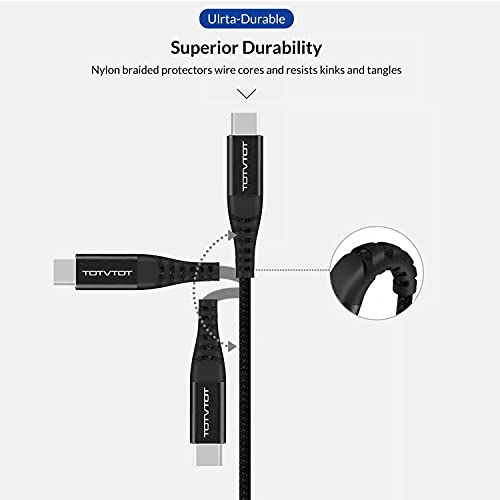 Ulrta-Durable
Superior Durability
Nylon braided protectors wire cores and resists kinks and tangles
TOTVTOT
TOTVTOT
TOTVTOT